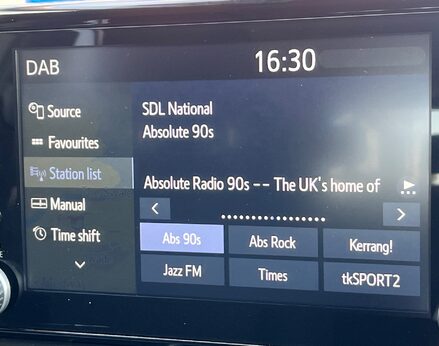 DAB
16:30
Source
Favourites
Station list
Manual
Time shift
SDL National
Absolute 90s
Absolute Radio 90s -- The UK's home of
Abs 90s
Abs Rock
Kerrang!
Jazz FM
Times
tkSPORT2